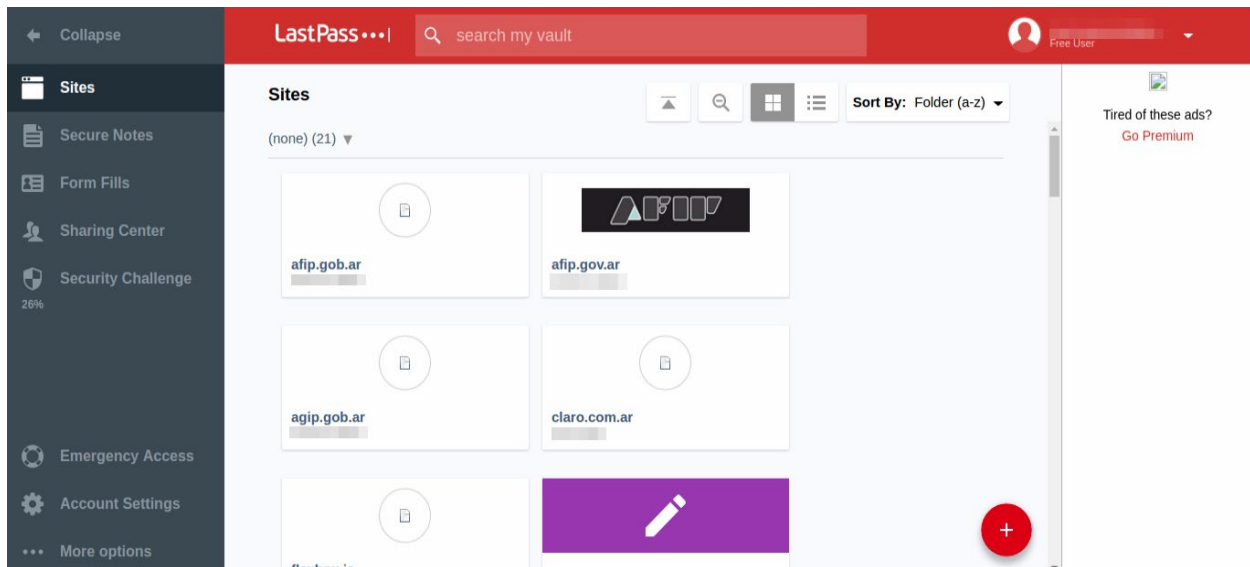 Collapse
LastPass
search my vault
Free User
Sites
Secure Notes
Form Fills
Sharing Center
Security Challenge
26%
Emergency Access
Account Settings
More options
Sites
Sort By: Folder (a-z)
(none) (21)
afip.gob.ar
AFIP
afip.gov.ar
agip.gob.ar
claro.com.ar
+
Tired of these ads?
Go Premium